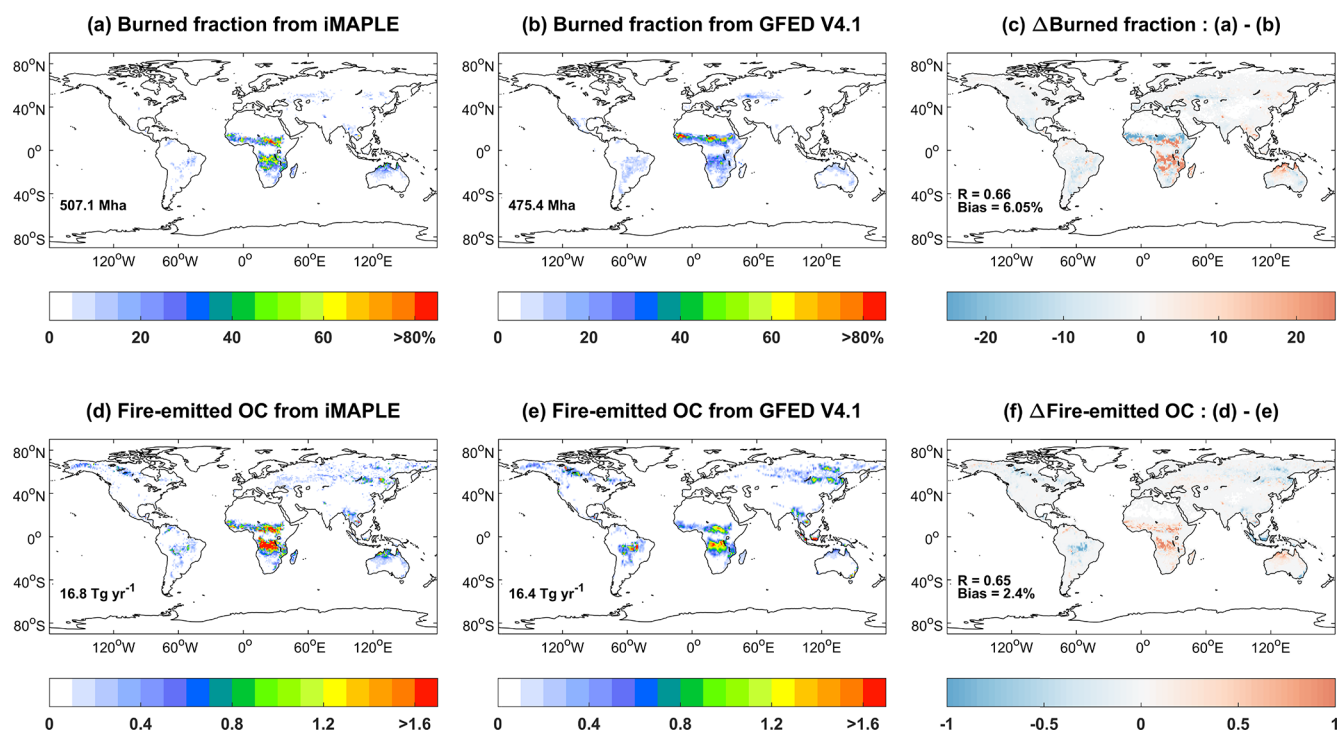 (a) Burned fraction from iMAPLE
(b) Burned fraction from GFED V4.1
(c) ΔBurned fraction : (a) - (b)
80°N
40°N
0°
40°S
80°S
507.1 Mha
120°W 60°W 0° 60°E 120°E
80°N
40°N
0°
40°S
80°S
475.4 Mha
120°W 60°W 0° 60°E 120°E
80°N
40°N
0°
40°S
80°S
R = 0.66
Bias = 6.05%
120°W 60°W 0° 60°E 120°E
0 20 40 60 >80%
0 20 40 60 >80%
-20 -10 0 10 20
(d) Fire-emitted OC from iMAPLE
(e) Fire-emitted OC from GFED V4.1
(f) ΔFire-emitted OC : (d) - (e)
80°N
40°N
0°
40°S
80°S
16.8 Tg yr⁻¹
120°W 60°W 0° 60°E 120°E
80°N
40°N
0°
40°S
80°S
16.4 Tg yr⁻¹
120°W 60°W 0° 60°E 120°E
80°N
40°N
0°
40°S
80°S
R = 0.65
Bias = 2.4%
120°W 60°W 0° 60°E 120°E
0 0.4 0.8 1.2 >1.6
0 0.4 0.8 1.2 >1.6
-1 -0.5 0 0.5 1